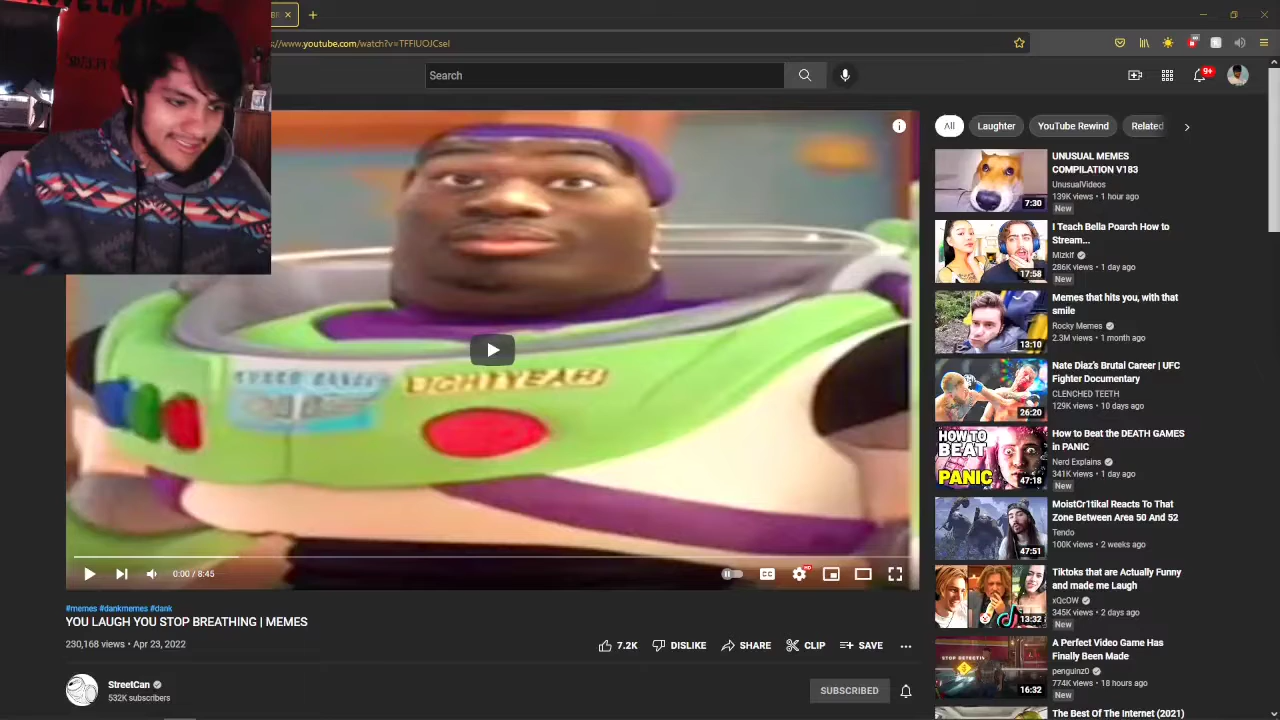 s://www.youtube.com/watch?v=TFFlUOJCseI
Search
9+
LIGHTYEAR
0:00 / 8:45
HD
CC
#memes #dankmemes #dank
YOU LAUGH YOU STOP BREATHING | MEMES
230,168 views • Apr 23, 2022
7.2K
DISLIKE
SHARE
CLIP
SAVE
StreetCan
532K subscribers
SUBSCRIBED
All
Laughter
YouTube Rewind
Related
UNUSUAL MEMES
COMPILATION V183
UnusualVideos
139K views • 1 hour ago
New
7:30
I Teach Bella Poarch How to
Stream...
Mizkif
286K views • 1 day ago
New
17:58
Memes that hits you, with that
smile
Rocky Memes
2.3M views • 1 month ago
13:10
Nate Diaz's Brutal Career | UFC
Fighter Documentary
CLENCHED TEETH
129K views • 10 days ago
26:20
HOW TO
BEAT
PANIC
How to Beat the DEATH GAMES
in PANIC
Nerd Explains
341K views • 1 day ago
New
47:18
MoistCr1tikal Reacts To That
Zone Between Area 50 And 52
Tendo
100K views • 2 weeks ago
47:51
Tiktoks that are Actually Funny
and made me Laugh
xQcOW
345K views • 2 days ago
New
13:32
A Perfect Video Game Has
Finally Been Made
penguinz0
774K views • 18 hours ago
New
16:32
The Best Of The Internet (2021)